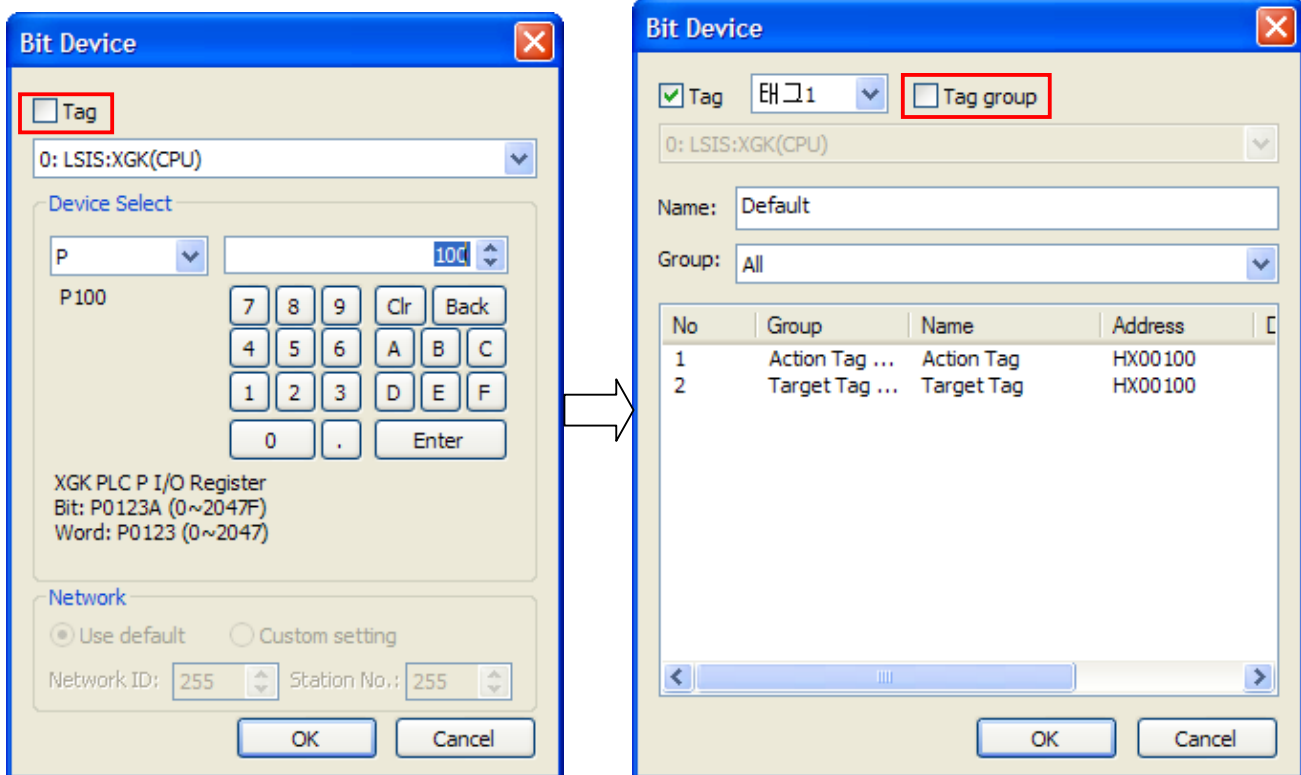 Bit Device
Tag
0: LSIS:XGK(CPU)
Device Select
P 100
P100
7 8 9 Clr Back
4 5 6 A B C
1 2 3 D E F
0 . Enter
XGK PLC P I/O Register
Bit: P0123A (0~2047F)
Word: P0123 (0~2047)
Network
Use default Custom setting
Network ID: 255 Station No.: 255
OK Cancel
Bit Device
Tag 태그1 Tag group
0: LSIS:XGK(CPU)
Name: Default
Group: All
No Group Name Address
1 Action Tag ... Action Tag HX00100
2 Target Tag ... Target Tag HX00100
OK Cancel